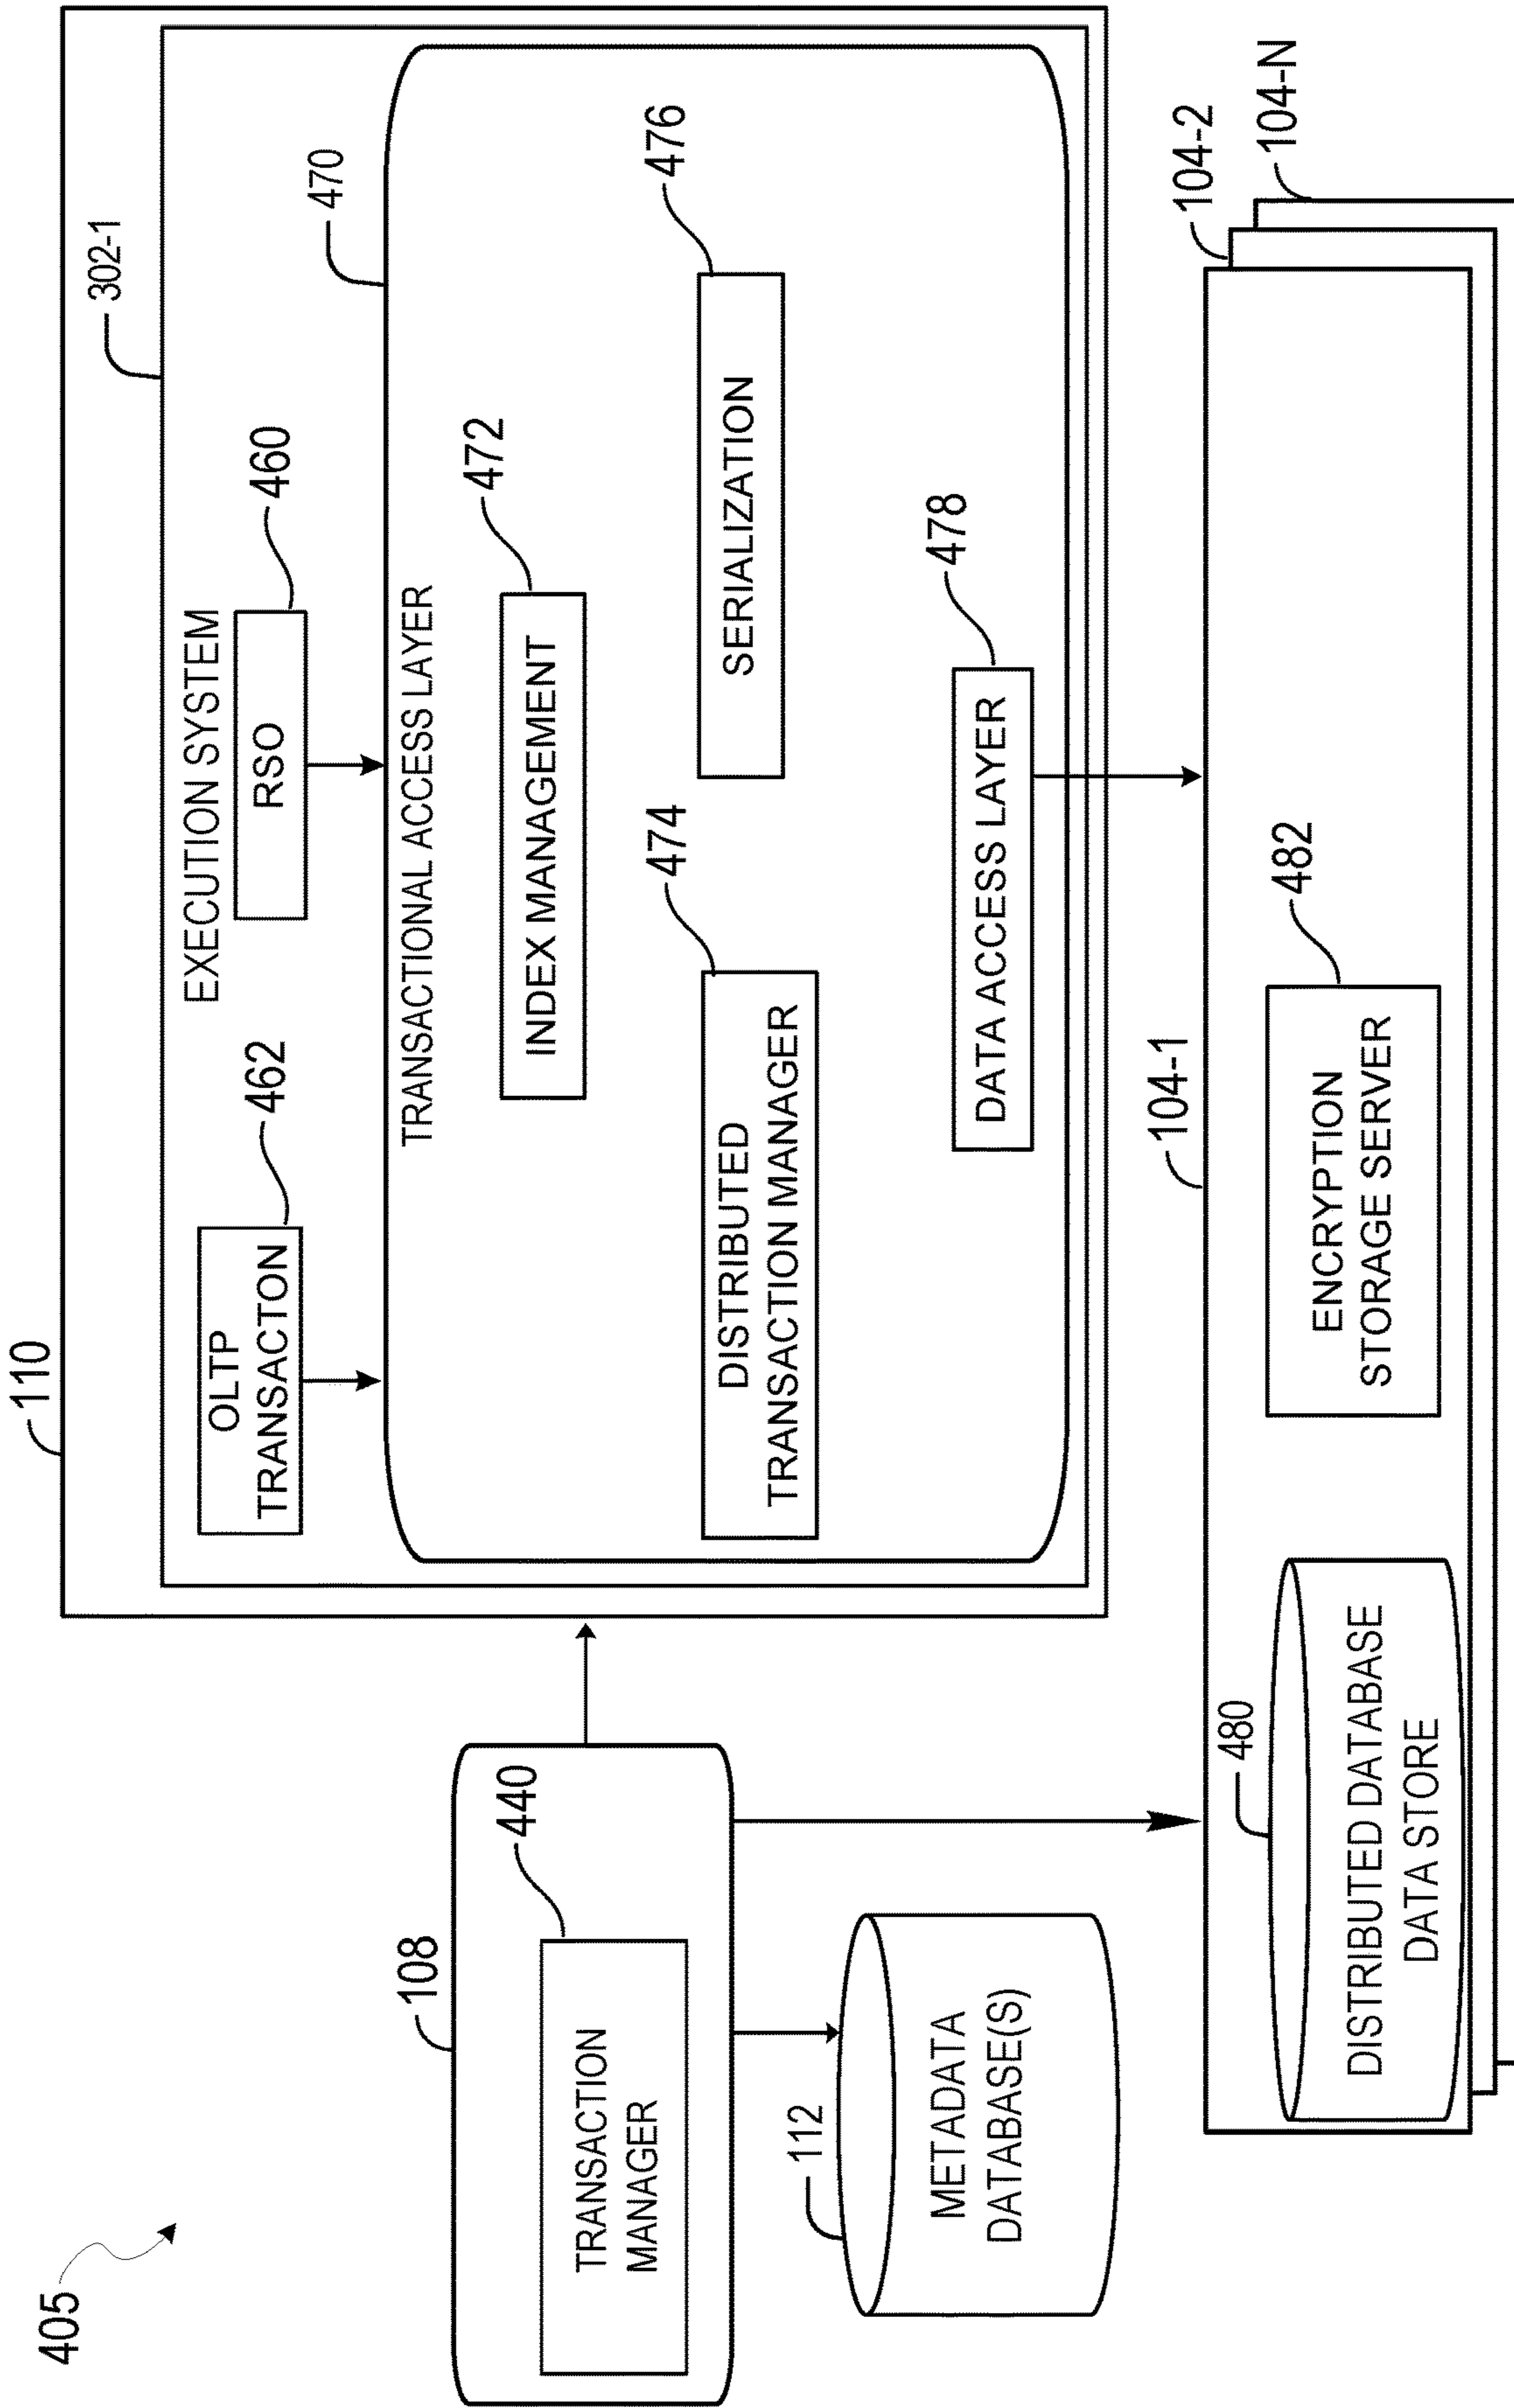 405
108
440
TRANSACTION
MANAGER
112
METADATA
DATABASE(S)
110
302-1
EXECUTION SYSTEM
462
OLTP
TRANSACTON
460
RSO
470
TRANSACTIONAL ACCESS LAYER
472
INDEX MANAGEMENT
474
DISTRIBUTED
TRANSACTION MANAGER
476
SERIALIZATION
478
DATA ACCESS LAYER
104-1
104-2
104-N
480
DISTRIBUTED DATABASE
DATA STORE
482
ENCRYPTION
STORAGE SERVER